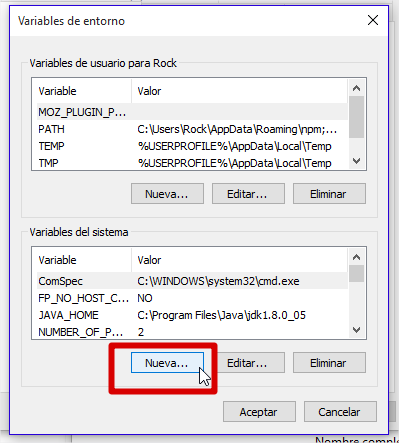 Variables de entorno
Variables de usuario para Rock
Variable Valor
MOZ_PLUGIN_P...
PATH C:\Users\Rock\AppData\Roaming\npm;...
TEMP %USERPROFILE%\AppData\Local\Temp
TMP %USERPROFILE%\AppData\Local\Temp
Nueva... Editar... Eliminar
Variables del sistema
Variable Valor
ComSpec C:\WINDOWS\system32\cmd.exe
FP_NO_HOST_C... NO
JAVA_HOME C:\Program Files\Java\jdk1.8.0_05
NUMBER_OF_P... 2
Nueva... Editar... Eliminar
Aceptar Cancelar
Nombre comple